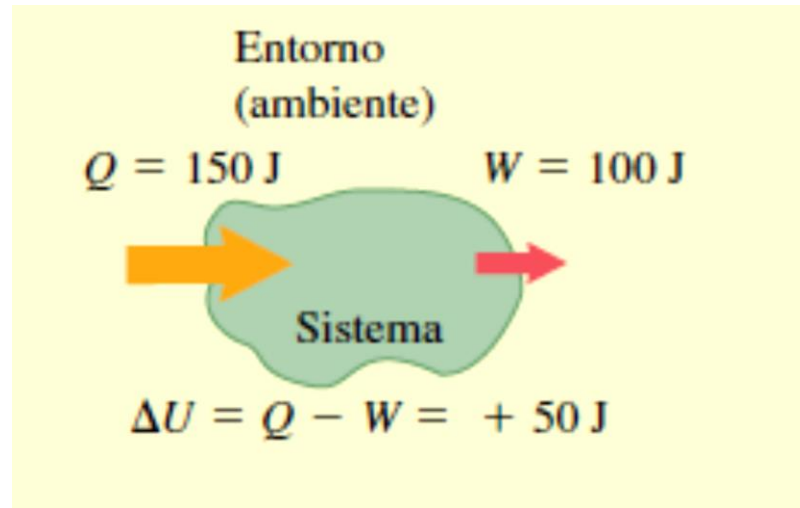 Entorno
(ambiente)
Q = 150 J
W = 100 J
Sistema
ΔU = Q − W = + 50 J